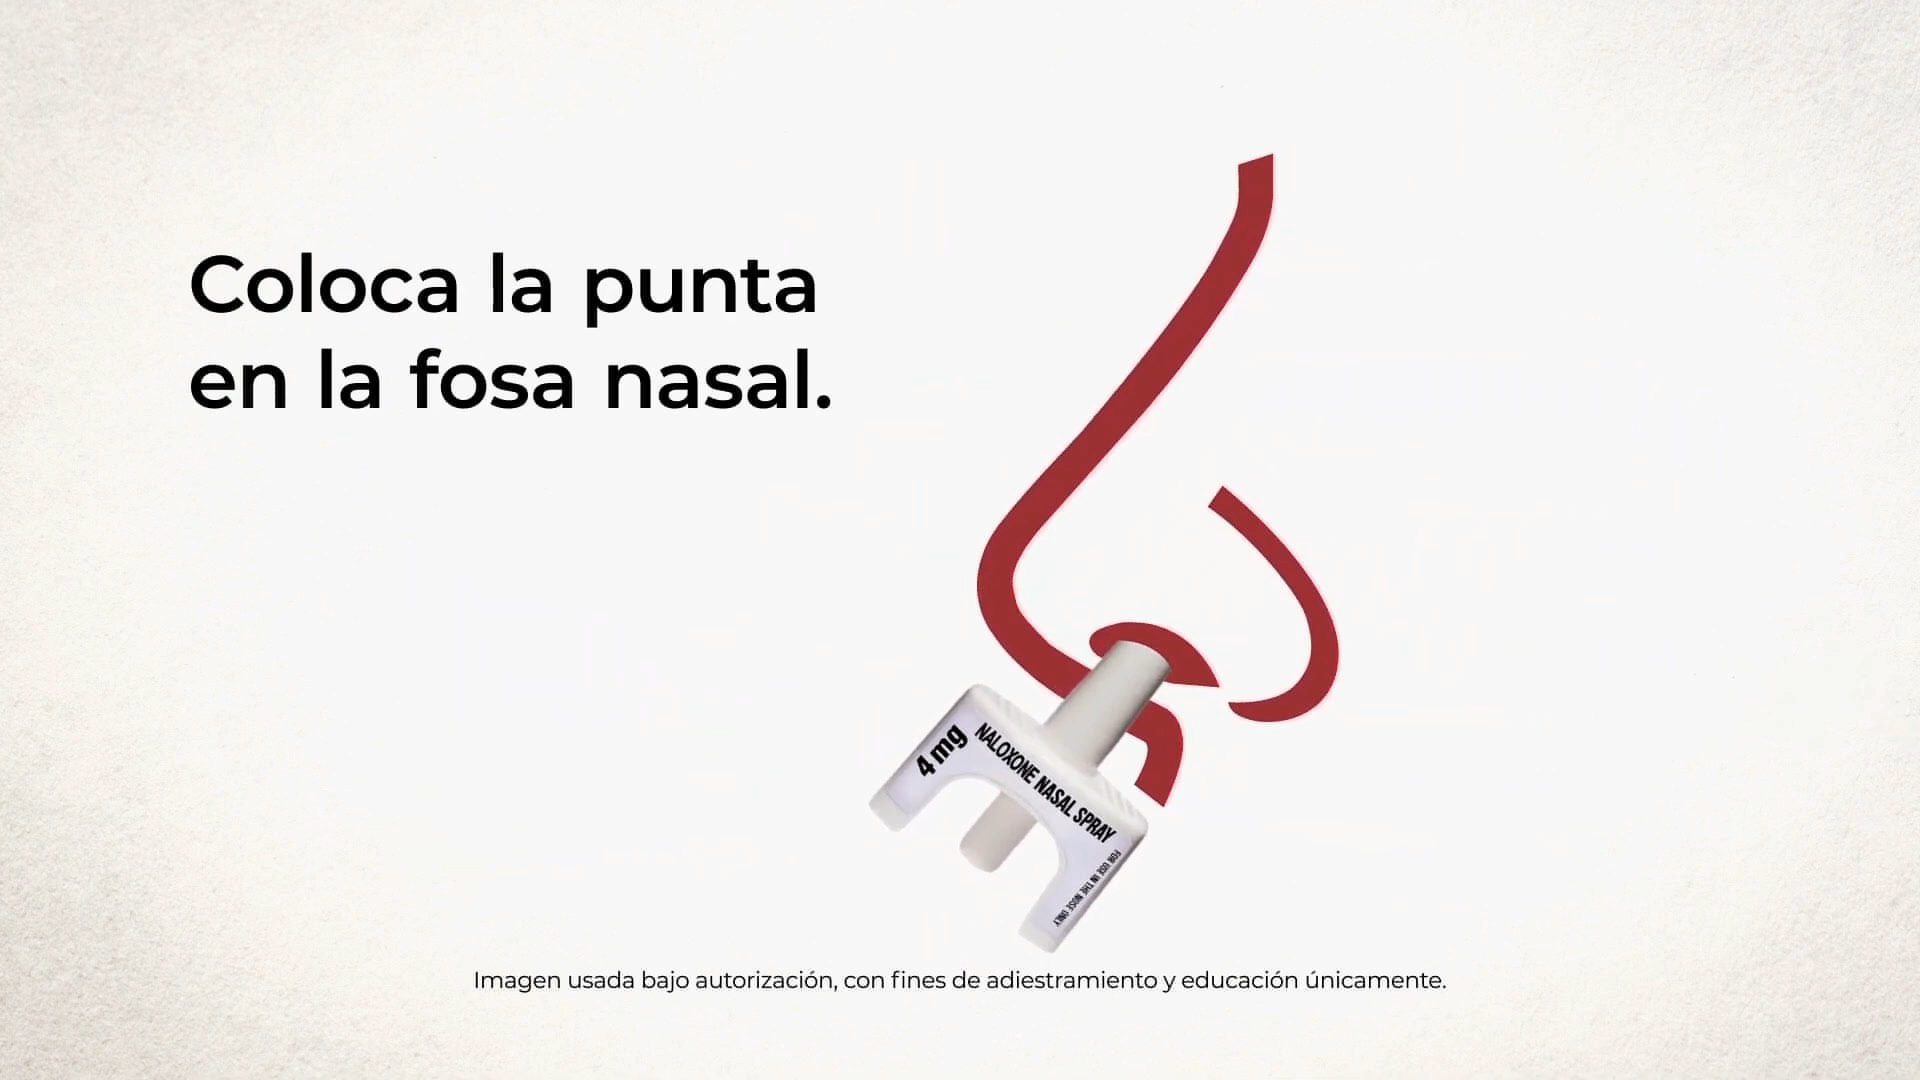 Coloca la punta
en la fosa nasal.
4 mg
NALOXONE NASAL SPRAY
FOR USE IN THE NOSE ONLY
Imagen usada bajo autorización, con fines de adiestramiento y educación únicamente.